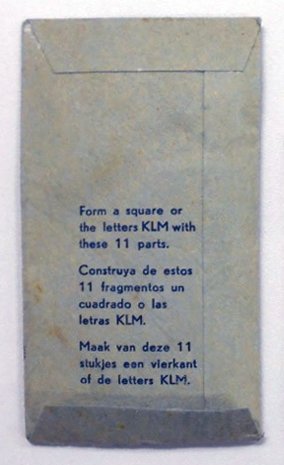 Form a square or
the letters KLM with
these 11 parts.
Construya de estos
11 fragmentos un
cuadrado o las
letras KLM.
Maak van deze 11
stukjes een vierkant
of de letters KLM.